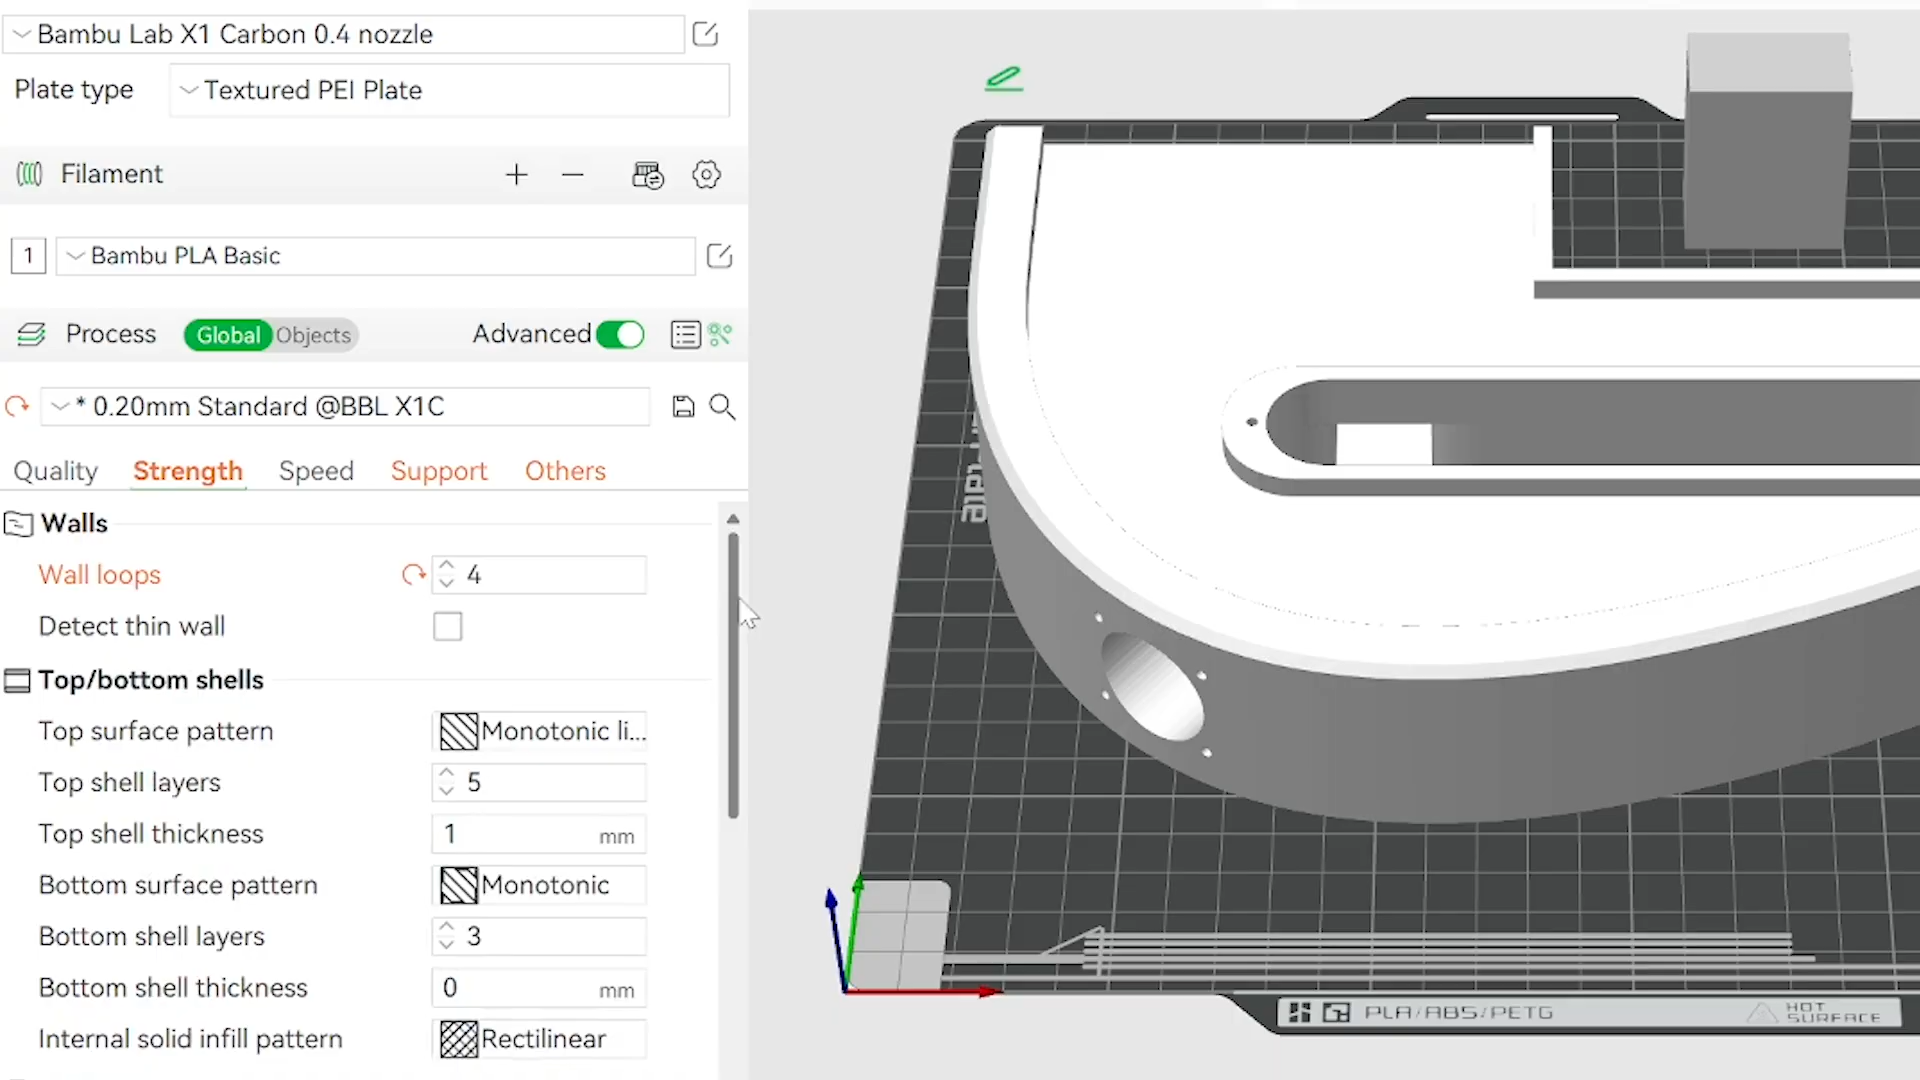 Bambu Lab X1 Carbon 0.4 nozzle
Plate type
Textured PEI Plate
Filament
1
Bambu PLA Basic
Process
Global
Objects
Advanced
* 0.20mm Standard @BBL X1C
Quality
Strength
Speed
Support
Others
Walls
Wall loops
4
Detect thin wall
Top/bottom shells
Top surface pattern
Monotonic li...
Top shell layers
5
Top shell thickness
1
mm
Bottom surface pattern
Monotonic
Bottom shell layers
3
Bottom shell thickness
0
mm
Internal solid infill pattern
Rectilinear
PLA/ABS/PETG
HOT
SURFACE